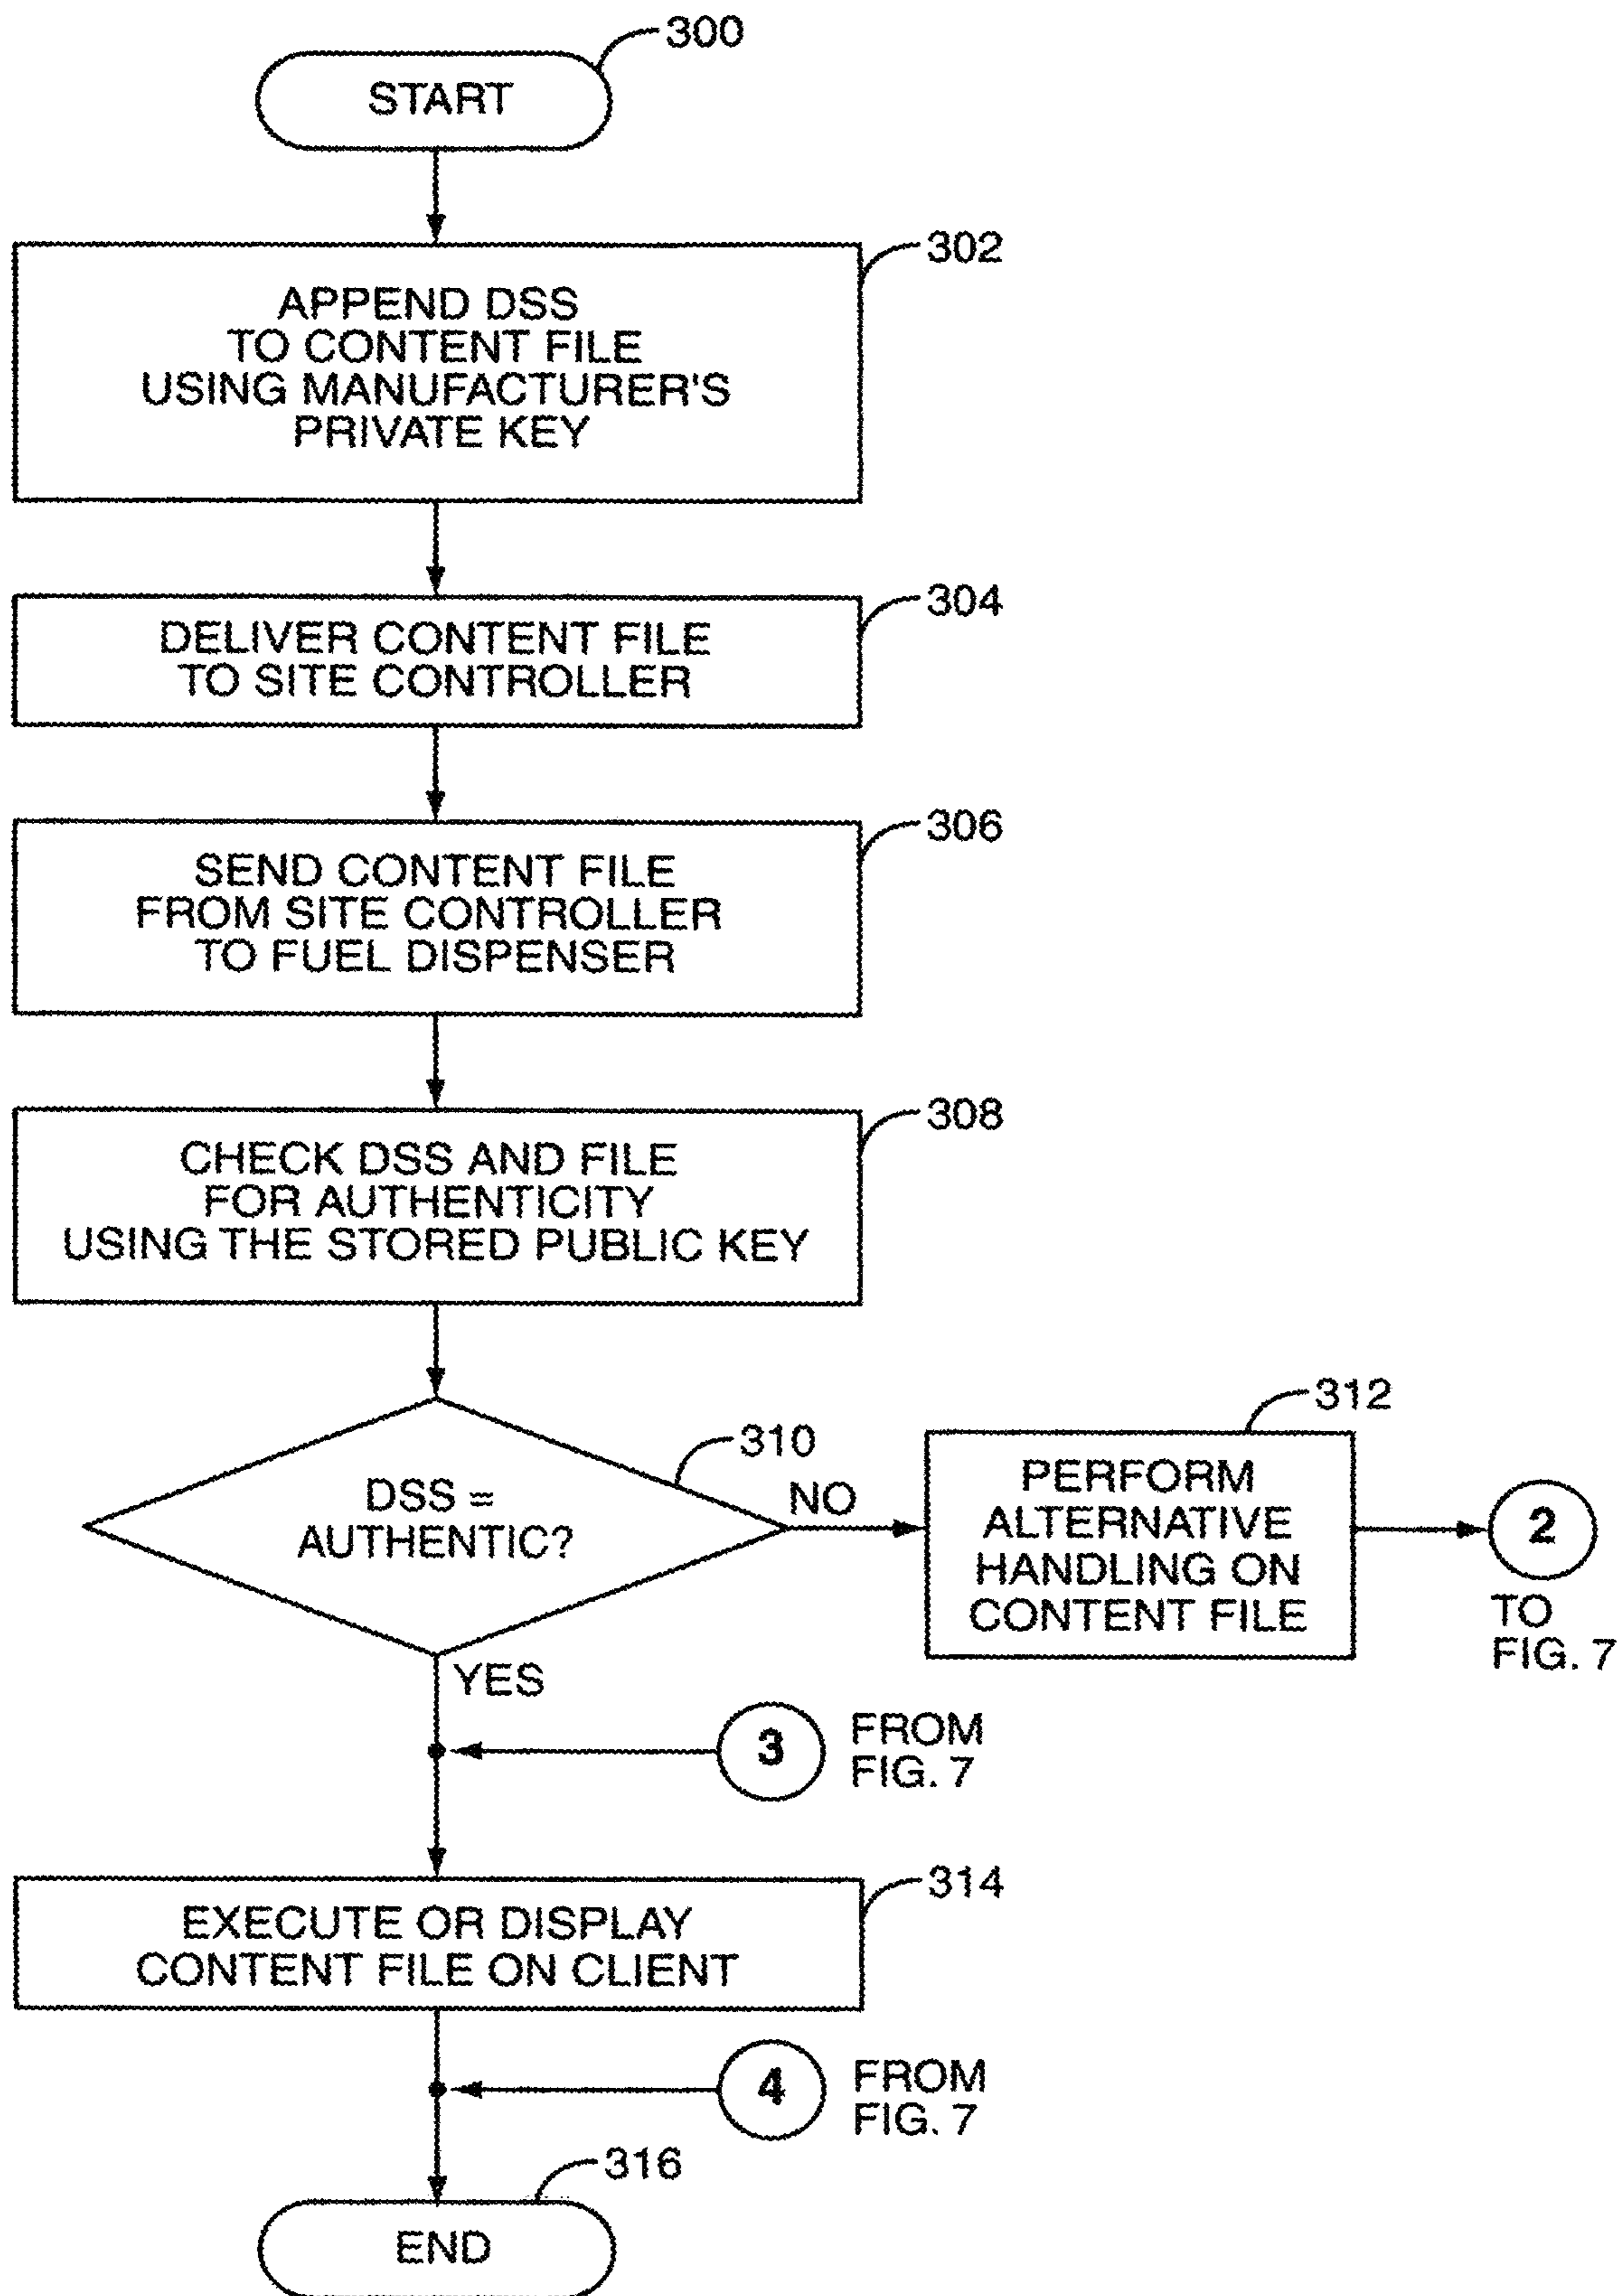 300
START
302
APPEND DSS
TO CONTENT FILE
USING MANUFACTURER'S
PRIVATE KEY
304
DELIVER CONTENT FILE
TO SITE CONTROLLER
306
SEND CONTENT FILE
FROM SITE CONTROLLER
TO FUEL DISPENSER
308
CHECK DSS AND FILE
FOR AUTHENTICITY
USING THE STORED PUBLIC KEY
310
DSS =
AUTHENTIC?
NO
312
PERFORM
ALTERNATIVE
HANDLING ON
CONTENT FILE
2
TO
FIG. 7
YES
3
FROM
FIG. 7
314
EXECUTE OR DISPLAY
CONTENT FILE ON CLIENT
4
FROM
FIG. 7
316
END